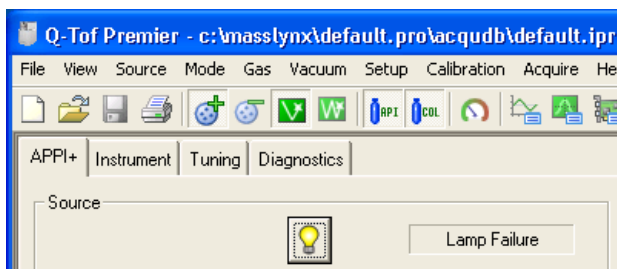 Q-Tof Premier - c:\masslynx\default.pro\acqudb\default.ipr
File View Source Mode Gas Vacuum Setup Calibration Acquire He
API COL
APPI+ Instrument Tuning Diagnostics
Source
Lamp Failure